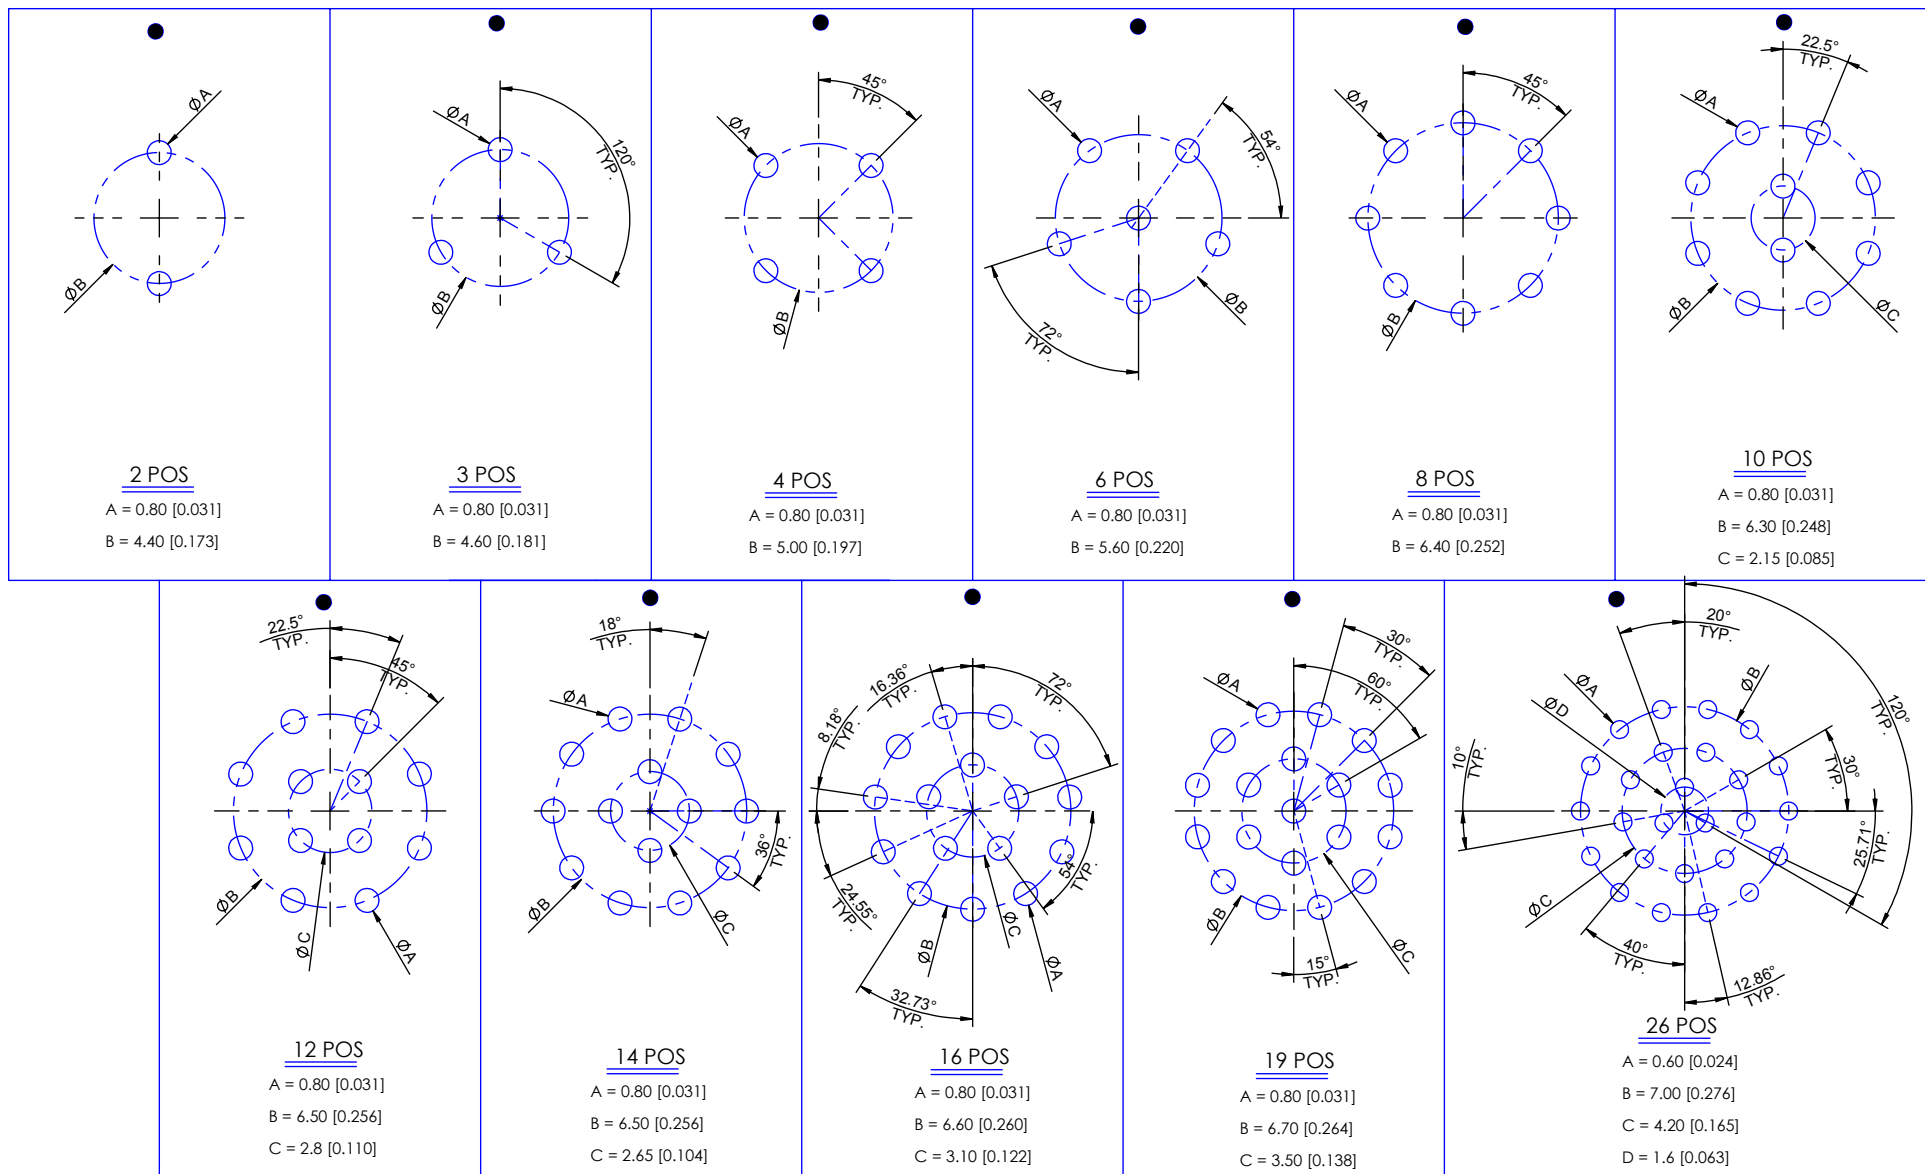 ØA
ØB
2 POS
A = 0.80 [0.031]
B = 4.40 [0.173]
ØA
120°
TYP.
ØB
3 POS
A = 0.80 [0.031]
B = 4.60 [0.181]
45°
TYP.
ØA
ØB
4 POS
A = 0.80 [0.031]
B = 5.00 [0.197]
ØA
54°
TYP.
72°
TYP.
ØB
6 POS
A = 0.80 [0.031]
B = 5.60 [0.220]
ØA
45°
TYP.
ØB
8 POS
A = 0.80 [0.031]
B = 6.40 [0.252]
22.5°
TYP.
ØA
ØB
ØC
10 POS
A = 0.80 [0.031]
B = 6.30 [0.248]
C = 2.15 [0.085]
22.5°
TYP.
45°
TYP.
ØB
ØC
ØA
12 POS
A = 0.80 [0.031]
B = 6.50 [0.256]
C = 2.8 [0.110]
18°
TYP.
ØA
36°
TYP.
ØB
ØC
14 POS
A = 0.80 [0.031]
B = 6.50 [0.256]
C = 2.65 [0.104]
16.36°
TYP.
72°
TYP.
8.18°
TYP.
54°
TYP.
24.55°
TYP.
ØB
ØC
ØA
32.73°
TYP.
16 POS
A = 0.80 [0.031]
B = 6.60 [0.260]
C = 3.10 [0.122]
30°
TYP.
60°
TYP.
ØA
ØB
ØC
15°
TYP.
19 POS
A = 0.80 [0.031]
B = 6.70 [0.264]
C = 3.50 [0.138]
20°
TYP.
ØB
ØA
ØD
120°
TYP.
10°
TYP.
30°
TYP.
25.71°
TYP.
ØC
40°
TYP.
12.86°
TYP.
26 POS
A = 0.60 [0.024]
B = 7.00 [0.276]
C = 4.20 [0.165]
D = 1.6 [0.063]